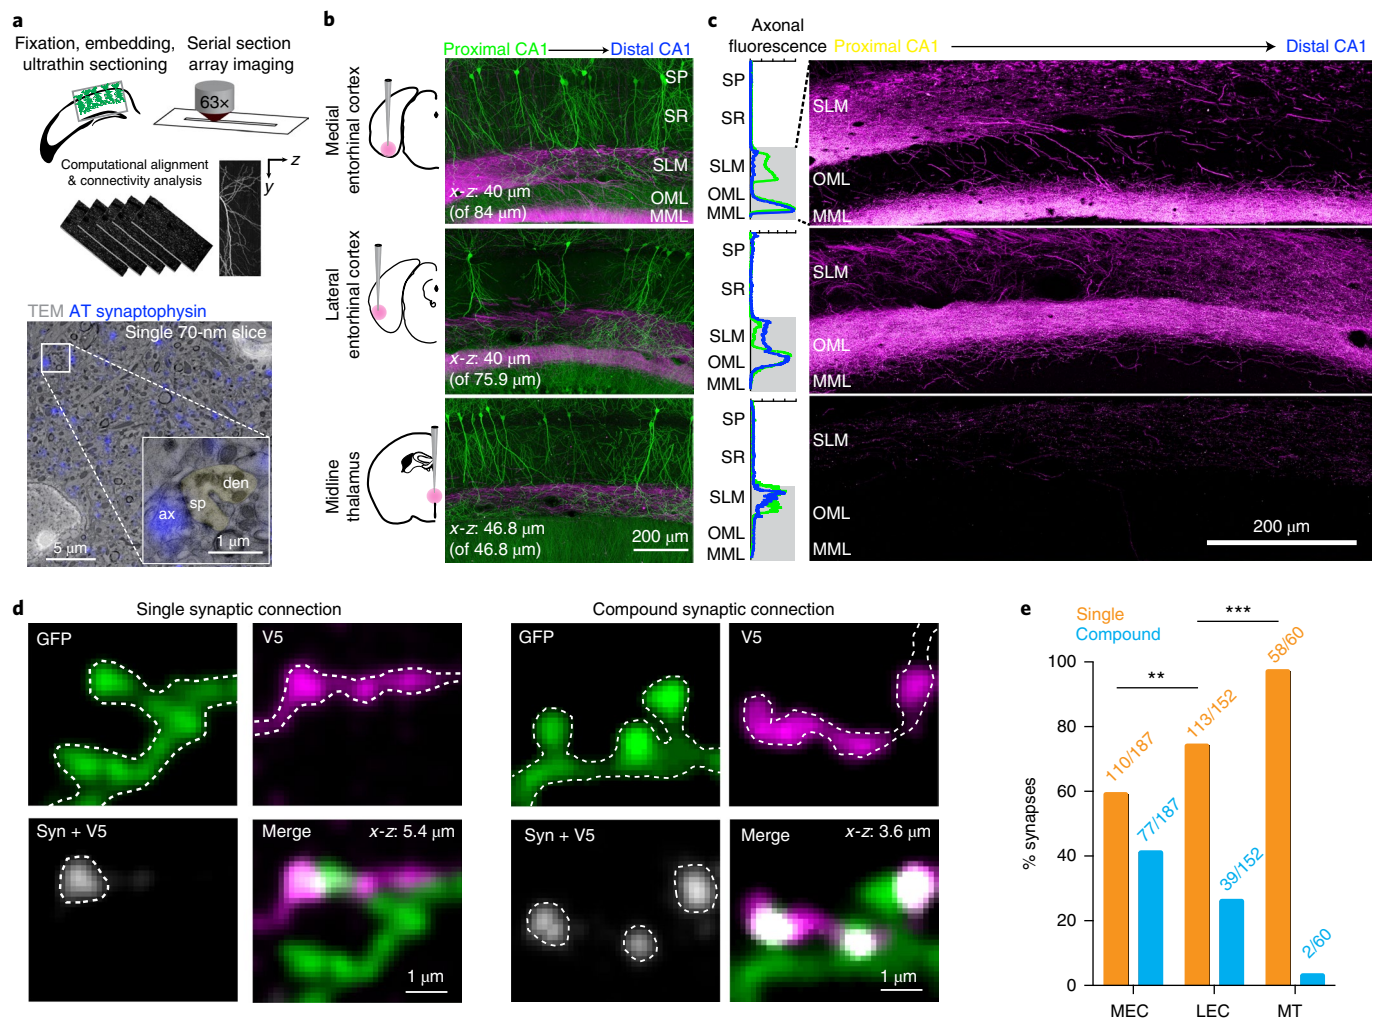 a
Fixation, embedding,
ultrathin sectioning
Serial section
array imaging
63×
Computational alignment
& connectivity analysis
z
y
TEM AT synaptophysin
Single 70-nm slice
den
sp
ax
5 μm
1 μm
b
Proximal CA1
Distal CA1
Medial
entorhinal cortex
SP
SR
SLM
OML
MML
x-z: 40 μm
(of 84 μm)
Lateral
entorhinal cortex
x-z: 40 μm
(of 75.9 μm)
Midline
thalamus
x-z: 46.8 μm
(of 46.8 μm)
200 μm
c
Axonal
fluorescence
Proximal CA1
Distal CA1
SP
SR
SLM
OML
MML
SLM
OML
MML
SP
SR
SLM
OML
MML
SLM
OML
MML
SP
SR
SLM
OML
MML
SLM
OML
MML
200 μm
d
Single synaptic connection
GFP
V5
Syn + V5
Merge
x-z: 5.4 μm
1 μm
Compound synaptic connection
GFP
V5
Syn + V5
Merge
x-z: 3.6 μm
1 μm
e
Single
Compound
***
**
% synapses
100
80
60
40
20
0
110/187
77/187
113/152
39/152
58/60
2/60
MEC
LEC
MT